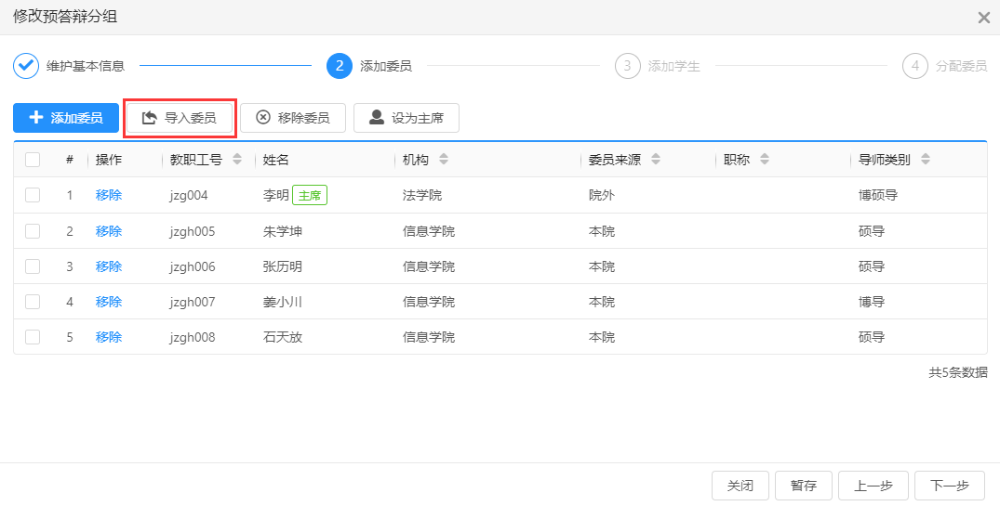 修改预答辩分组
维护基本信息 2 添加委员 3 添加学生 4 分配委员
添加委员 导入委员 移除委员 设为主席
# 操作 教职工号 姓名 机构 委员来源 职称 导师类别
1 移除 jzg004 李明 主席 法学院 院外 博硕导
2 移除 jzgh005 朱学坤 信息学院 本院 硕导
3 移除 jzgh006 张历明 信息学院 本院 硕导
4 移除 jzgh007 姜小川 信息学院 本院 博导
5 移除 jzgh008 石天放 信息学院 本院 硕导
共5条数据
关闭 暂存 上一步 下一步